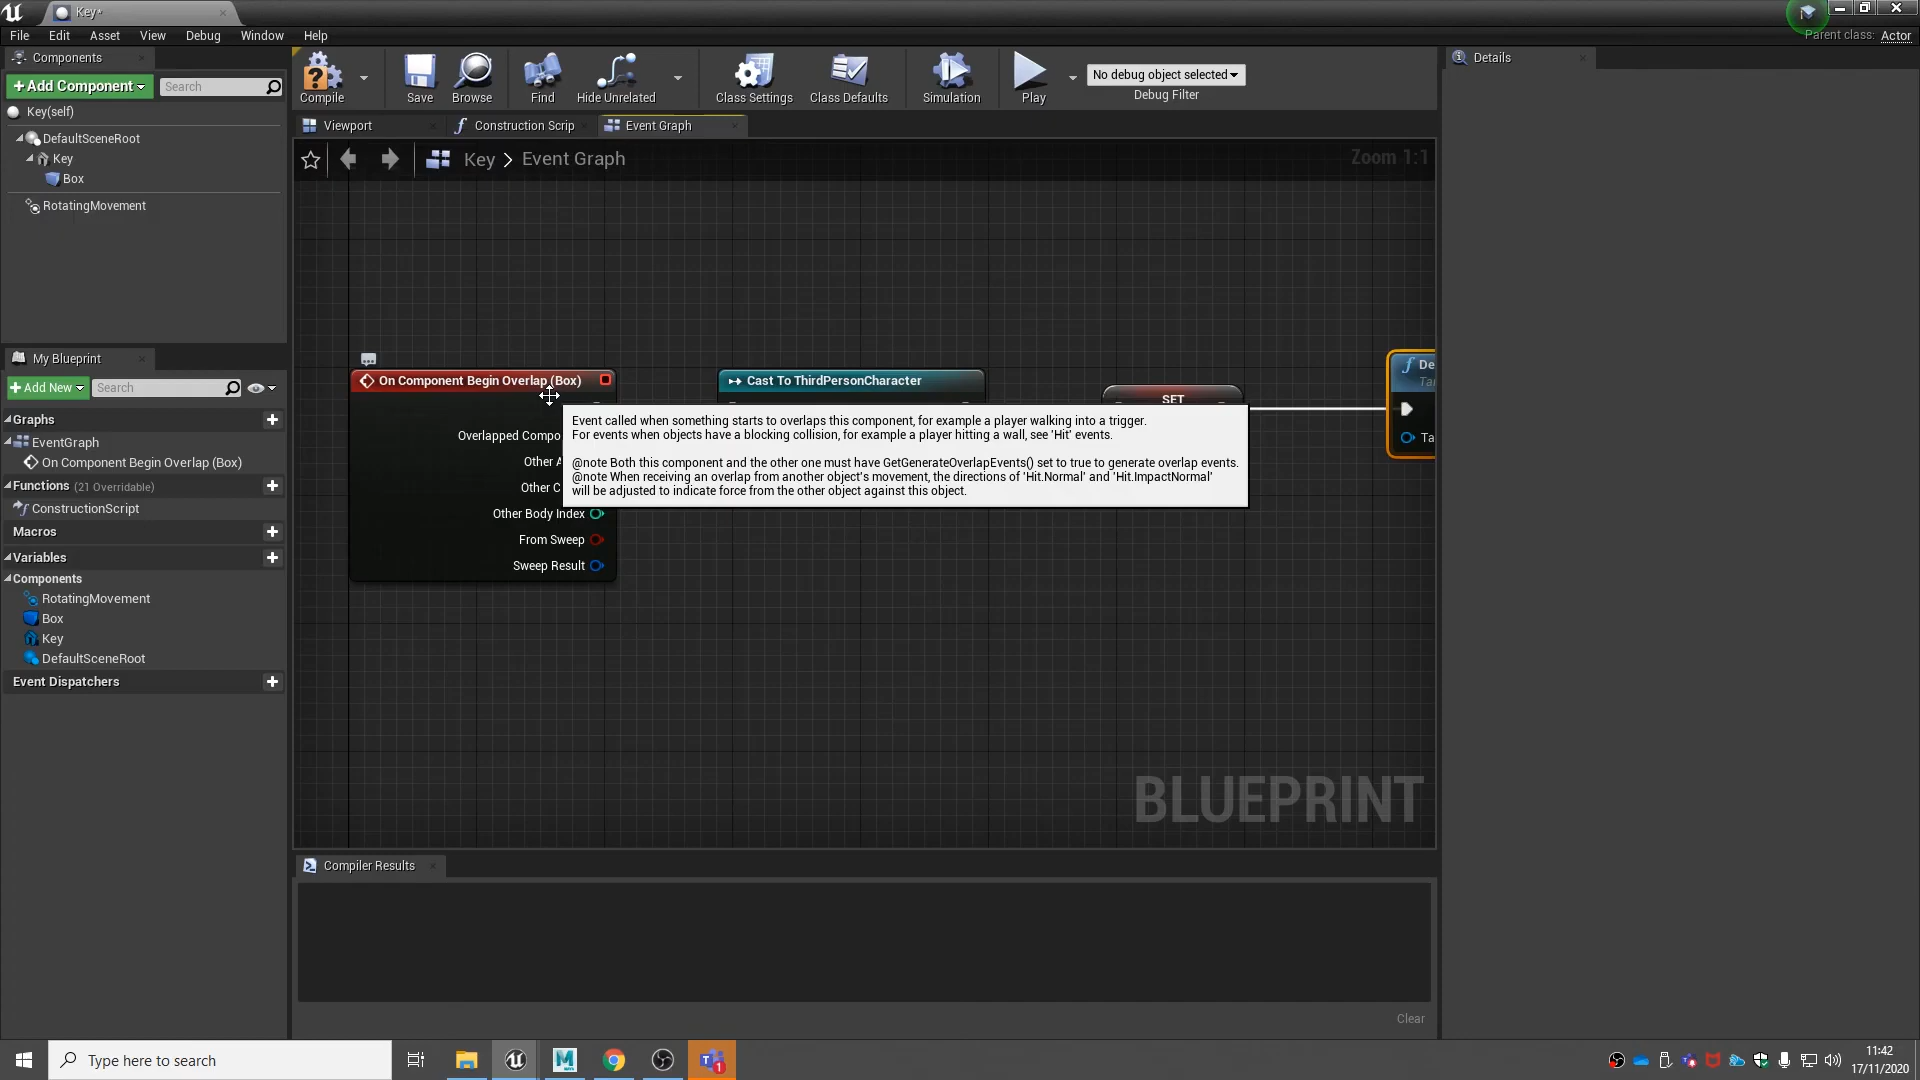 Key*
File Edit Asset View Debug Window Help
Parent class: Actor
Components
+Add Component
Search
Key(self)
DefaultSceneRoot
Key
Box
RotatingMovement
My Blueprint
+Add New
Search
Graphs
EventGraph
On Component Begin Overlap (Box)
Functions (21 Overridable)
ConstructionScript
Macros
Variables
Components
RotatingMovement
Box
Key
DefaultSceneRoot
Event Dispatchers
Compile
Save
Browse
Find
Hide Unrelated
Class Settings
Class Defaults
Simulation
Play
No debug object selected
Debug Filter
Viewport
Construction Scrip
Event Graph
Key > Event Graph
Zoom 1:1
On Component Begin Overlap (Box)
Overlapped Compo
Other A
Other C
Other Body Index
From Sweep
Sweep Result
Cast To ThirdPersonCharacter
SET
De
Tar
Ta
Event called when something starts to overlaps this component, for example a player walking into a trigger.
For events when objects have a blocking collision, for example a player hitting a wall, see 'Hit' events.
@note Both this component and the other one must have GetGenerateOverlapEvents() set to true to generate overlap events.
@note When receiving an overlap from another object's movement, the directions of 'Hit.Normal' and 'Hit.ImpactNormal'
will be adjusted to indicate force from the other object against this object.
BLUEPRINT
Compiler Results
Clear
Details
Type here to search
11:42
17/11/2020